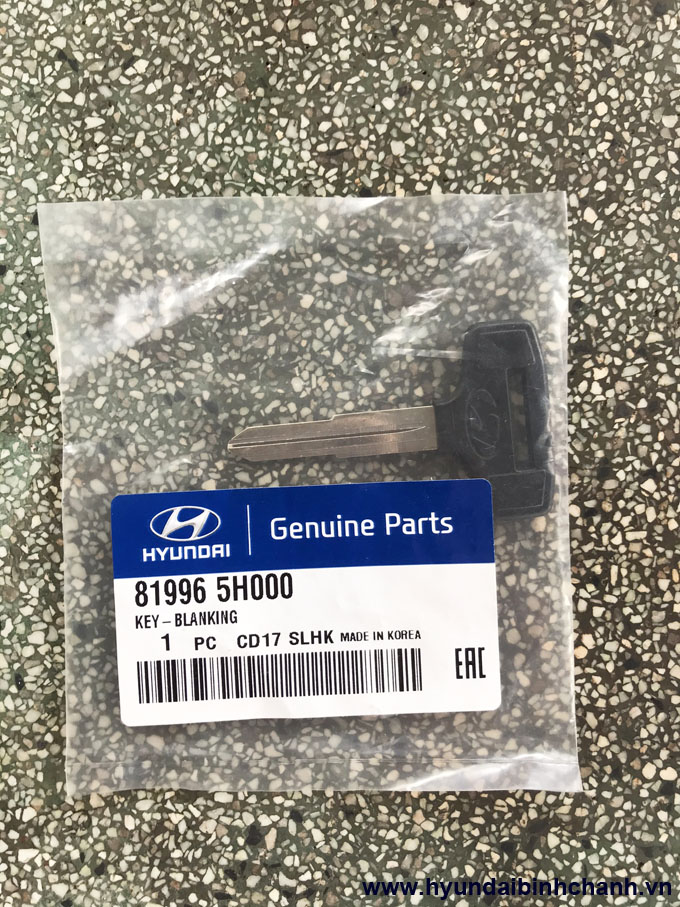 HYUNDAI
Genuine Parts
81996 5H000
KEY – BLANKING
1 PC CD17 SLHK MADE IN KOREA
EAC
www.hyundaibinhchanh.vn